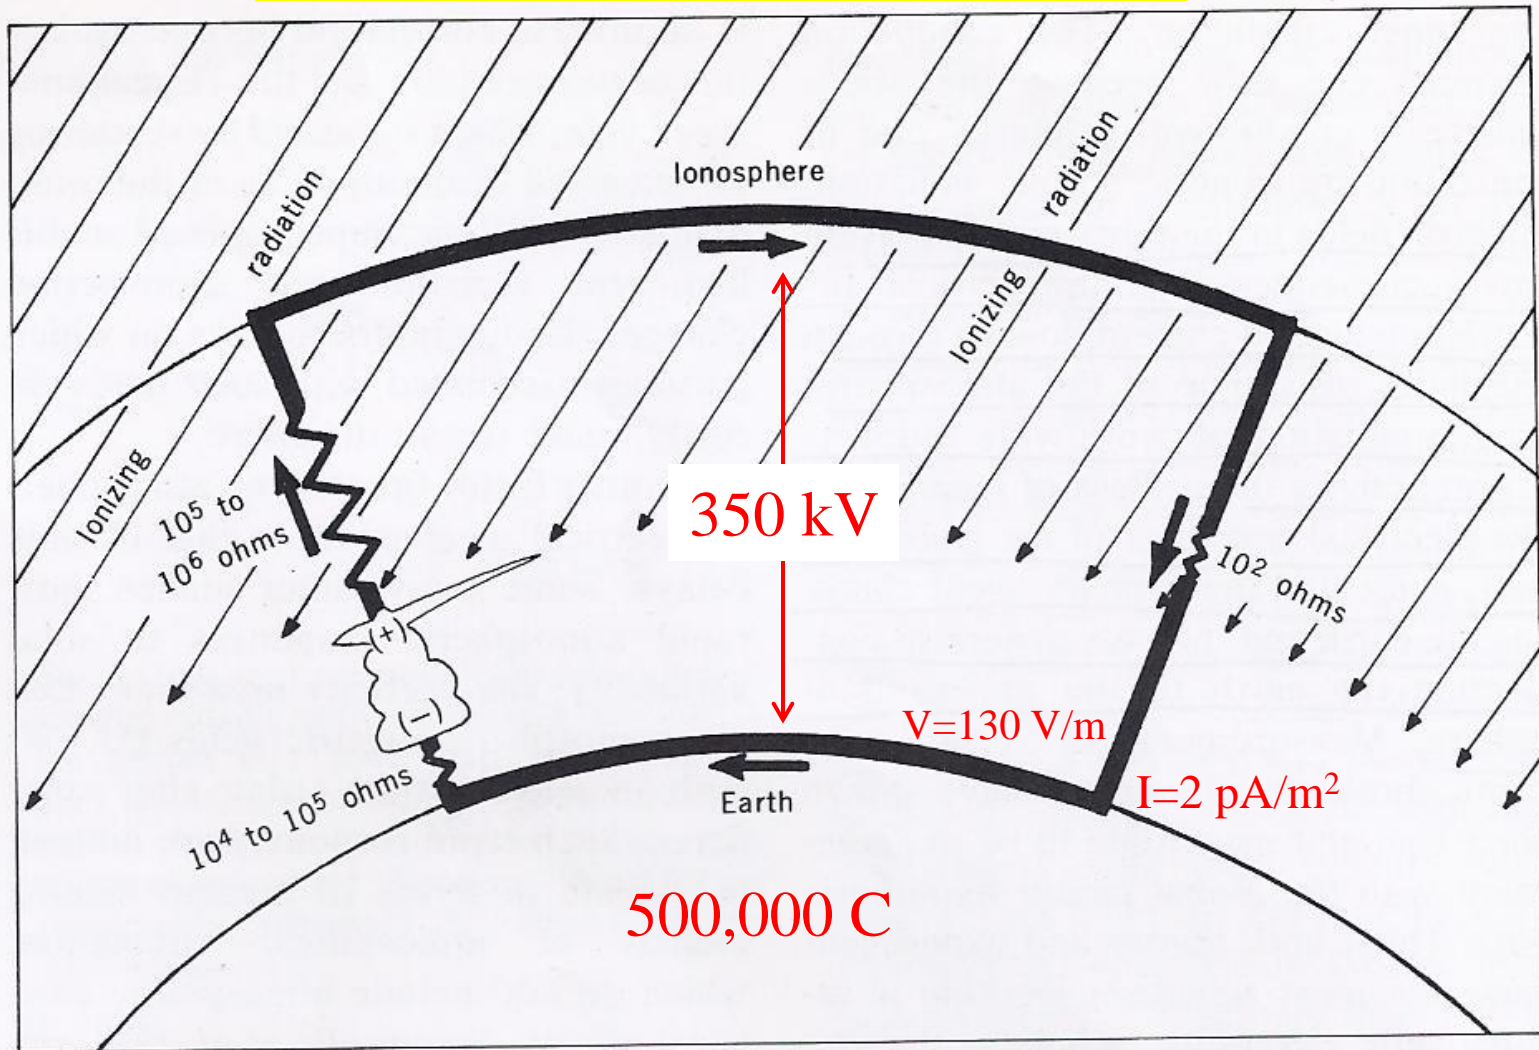 Ionosphere
radiation
radiation
Ionizing
Ionizing
350 kV
10⁵ to
10⁶ ohms
10² ohms
(+)
(−)
V=130 V/m
I=2 pA/m²
10⁴ to 10⁵ ohms
Earth
500,000 C